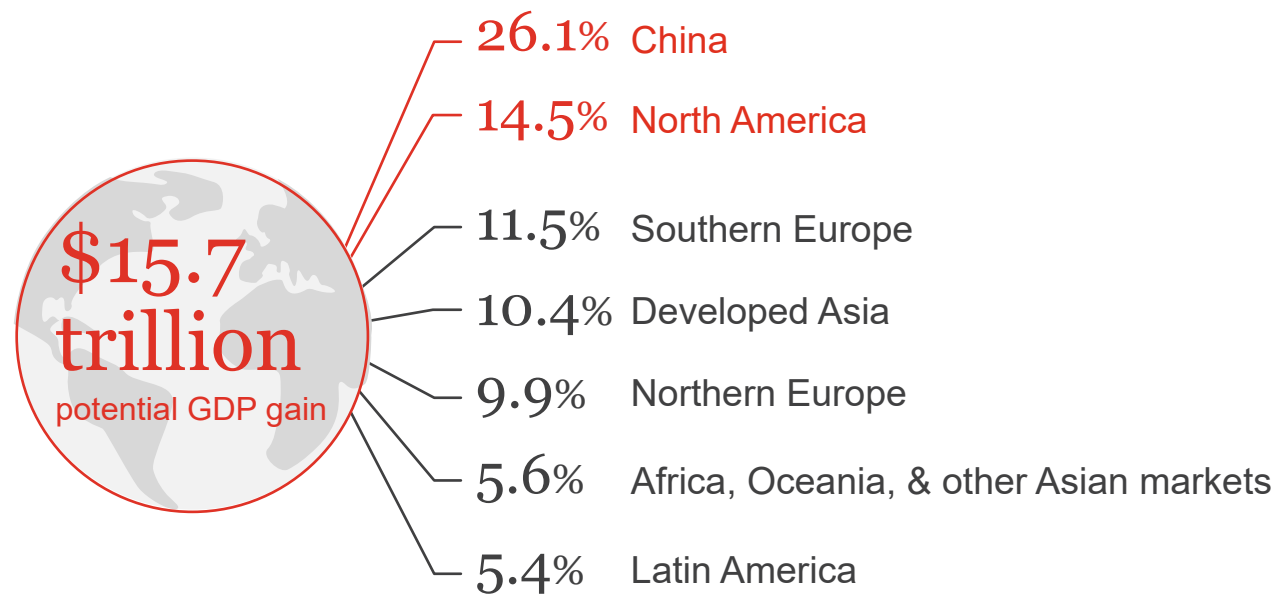 $15.7
trillion
potential GDP gain
26.1% China
14.5% North America
11.5% Southern Europe
10.4% Developed Asia
9.9% Northern Europe
5.6% Africa, Oceania, & other Asian markets
5.4% Latin America